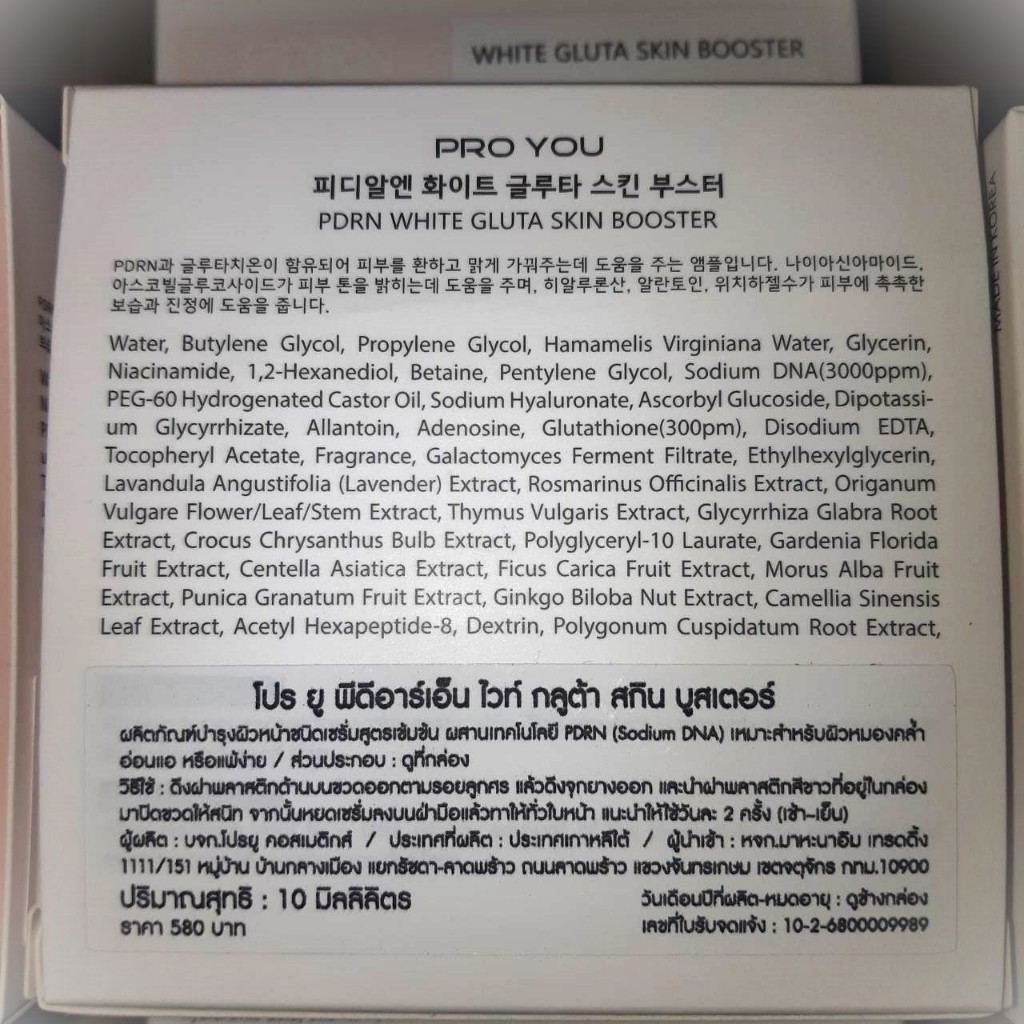 WHITE GLUTA SKIN BOOSTER
PRO YOU
피디알엔 화이트 글루타 스킨 부스터
PDRN WHITE GLUTA SKIN BOOSTER
PDRN과 글루타치온이 함유되어 피부를 환하고 맑게 가꿔주는데 도움을 주는 앰플입니다. 나이아신아마이드,
아스코빌글루코사이드가 피부 톤을 밝히는데 도움을 주며, 히알루론산, 알란토인, 위치하젤수가 피부에 촉촉한
보습과 진정에 도움을 줍니다.
Water, Butylene Glycol, Propylene Glycol, Hamamelis Virginiana Water, Glycerin,
Niacinamide, 1,2-Hexanediol, Betaine, Pentylene Glycol, Sodium DNA(3000ppm),
PEG-60 Hydrogenated Castor Oil, Sodium Hyaluronate, Ascorbyl Glucoside, Dipotassi-
um Glycyrrhizate, Allantoin, Adenosine, Glutathione(300pm), Disodium EDTA,
Tocopheryl Acetate, Fragrance, Galactomyces Ferment Filtrate, Ethylhexylglycerin,
Lavandula Angustifolia (Lavender) Extract, Rosmarinus Officinalis Extract, Origanum
Vulgare Flower/Leaf/Stem Extract, Thymus Vulgaris Extract, Glycyrrhiza Glabra Root
Extract, Crocus Chrysanthus Bulb Extract, Polyglyceryl-10 Laurate, Gardenia Florida
Fruit Extract, Centella Asiatica Extract, Ficus Carica Fruit Extract, Morus Alba Fruit
Extract, Punica Granatum Fruit Extract, Ginkgo Biloba Nut Extract, Camellia Sinensis
Leaf Extract, Acetyl Hexapeptide-8, Dextrin, Polygonum Cuspidatum Root Extract,
โปร ยู พีดีอาร์เอ็น ไวท์ กลูต้า สกิน บูสเตอร์
ผลิตภัณฑ์บำรุงผิวหน้าชนิดเซรั่มสูตรเข้มข้น ผสานเทคโนโลยี PDRN (Sodium DNA) เหมาะสำหรับผิวหมองคล้ำ
อ่อนแอ หรือแพ้ง่าย / ส่วนประกอบ : ดูที่กล่อง
วิธีใช้ : ดึงฝาพลาสติกด้านบนขวดออกตามรอยลูกศร แล้วดึงจุกยางออก และนำฝาพลาสติกสีขาวที่อยู่ในกล่อง
มาปิดขวดให้สนิท จากนั้นหยดเซรั่มลงบนฝ่ามือแล้วทาให้ทั่วใบหน้า แนะนำให้ใช้วันละ 2 ครั้ง (เช้า-เย็น)
ผู้ผลิต : บจก.โปรยู คอสเมติกส์ / ประเทศที่ผลิต : ประเทศเกาหลีใต้ / ผู้นำเข้า : หจก.มาหะนาอีม เทรดดิ้ง
1111/151 หมู่บ้าน บ้านกลางเมือง แยกรัชดา-ลาดพร้าว ถนนลาดพร้าว แขวงจันทรเกษม เขตจตุจักร กทม.10900
ปริมาณสุทธิ : 10 มิลลิลิตร
วันเดือนปีที่ผลิต-หมดอายุ : ดูข้างกล่อง
ราคา 580 บาท
เลขที่ใบรับจดแจ้ง : 10-2-6800009989
MADE IN KOREA